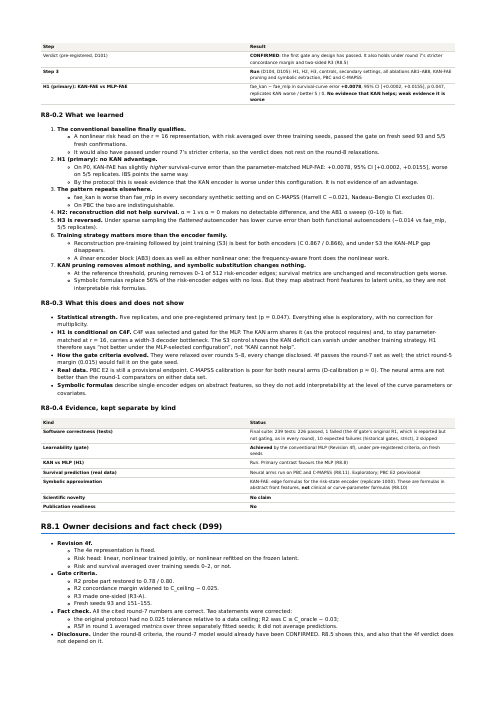 Step Result
Verdict (pre-registered, D101) CONFIRMED: the first gate any design has passed. It also holds under round 7's stricter
concordance margin and two-sided R3 (R8.5)
Step 3 Run (D104, D105): H1, H2, H3, controls, secondary settings, all ablations AB1–AB8, KAN-FAE
pruning and symbolic extraction, PBC and C-MAPSS
H1 (primary): KAN-FAE vs MLP-FAE fae_kan − fae_mlp in survival-curve error +0.0078, 95% CI [+0.0002, +0.0155], p 0.047,
replicates KAN worse / better 5 / 0. No evidence that KAN helps; weak evidence it is
worse
R8-0.2 What we learned
1. The conventional baseline finally qualifies.
A nonlinear risk head on the r = 16 representation, with risk averaged over three training seeds, passed the gate on fresh seed 93 and 5/5
fresh confirmations.
It would also have passed under round 7's stricter criteria, so the verdict does not rest on the round-8 relaxations.
2. H1 (primary): no KAN advantage.
On P0, KAN-FAE has slightly higher survival-curve error than the parameter-matched MLP-FAE: +0.0078, 95% CI [+0.0002, +0.0155], worse
on 5/5 replicates. IBS points the same way.
By the protocol this is weak evidence that the KAN encoder is worse under this configuration. It is not evidence of an advantage.
3. The pattern repeats elsewhere.
fae_kan is worse than fae_mlp in every secondary synthetic setting and on C-MAPSS (Harrell C −0.021, Nadeau-Bengio CI excludes 0).
On PBC the two are indistinguishable.
4. H2: reconstruction did not help survival. α = 1 vs α = 0 makes no detectable difference, and the AB1 α sweep (0–10) is flat.
5. H3 is reversed. Under sparse sampling the flattened autoencoder has lower curve error than both functional autoencoders (−0.014 vs fae_mlp,
5/5 replicates).
6. Training strategy matters more than the encoder family.
Reconstruction pre-training followed by joint training (S3) is best for both encoders (C 0.867 / 0.866), and under S3 the KAN–MLP gap
disappears.
A linear encoder (AB3) does as well as either nonlinear one: the frequency-aware front does the nonlinear work.
7. KAN pruning removes almost nothing, and symbolic substitution changes nothing.
At the reference threshold, pruning removes 0–1 of 512 risk-encoder edges; survival metrics are unchanged and reconstruction gets worse.
Symbolic formulas replace 56% of the risk-encoder edges with no loss. But they map abstract front features to latent units, so they are not
interpretable risk formulas.
R8-0.3 What this does and does not show
Statistical strength. Five replicates, and one pre-registered primary test (p = 0.047). Everything else is exploratory, with no correction for
multiplicity.
H1 is conditional on C4F. C4F was selected and gated for the MLP. The KAN arm shares it (as the protocol requires) and, to stay parameter-
matched at r = 16, carries a width-3 decoder bottleneck. The S3 control shows the KAN deficit can vanish under another training strategy. H1
therefore says "not better under the MLP-selected configuration", not "KAN cannot help".
How the gate criteria evolved. They were relaxed over rounds 5–8, every change disclosed. 4f passes the round-7 set as well; the strict round-5
margin (0.015) would fail it on the gate seed.
Real data. PBC E2 is still a provisional endpoint. C-MAPSS calibration is poor for both neural arms (D-calibration p ≈ 0). The neural arms are not
better than the round-1 comparators on either data set.
Symbolic formulas describe single encoder edges on abstract features, so they do not add interpretability at the level of the curve parameters or
covariates.
R8-0.4 Evidence, kept separate by kind
Kind Status
Software correctness (tests) Final suite: 239 tests: 226 passed, 1 failed (the 4f gate's original R1, which is reported but
not gating, as in every round), 10 expected failures (historical gates, strict), 2 skipped
Learnability (gate) Achieved by the conventional MLP (Revision 4f), under pre-registered criteria, on fresh
seeds
KAN vs MLP (H1) Run. Primary contrast favours the MLP (R8.8)
Survival prediction (real data) Neural arms run on PBC and C-MAPSS (R8.11). Exploratory; PBC E2 provisional
Symbolic approximation KAN-FAE: edge formulas for the risk-state encoder (replicate 1000). These are formulas in
abstract front features, not clinical or curve-parameter formulas (R8.10)
Scientific novelty No claim
Publication readiness No
R8.1 Owner decisions and fact check (D99)
Revision 4f.
The 4e representation is fixed.
Risk head: linear, nonlinear trained jointly, or nonlinear refitted on the frozen latent.
Risk and survival averaged over training seeds 0–2, or not.
Gate criteria.
R2 probe part restored to 0.78 / 0.80.
R2 concordance margin widened to C_ceiling − 0.025.
R3 made one-sided (R3-A).
Fresh seeds 93 and 151–155.
Fact check. All the cited round-7 numbers are correct. Two statements were corrected:
the original protocol had no 0.025 tolerance relative to a data ceiling; R2 was C ≥ C_oracle − 0.03;
RSF in round 1 averaged metrics over three separately fitted seeds; it did not average predictions.
Disclosure. Under the round-8 criteria, the round-7 model would already have been CONFIRMED. R8.5 shows this, and also that the 4f verdict does
not depend on it.